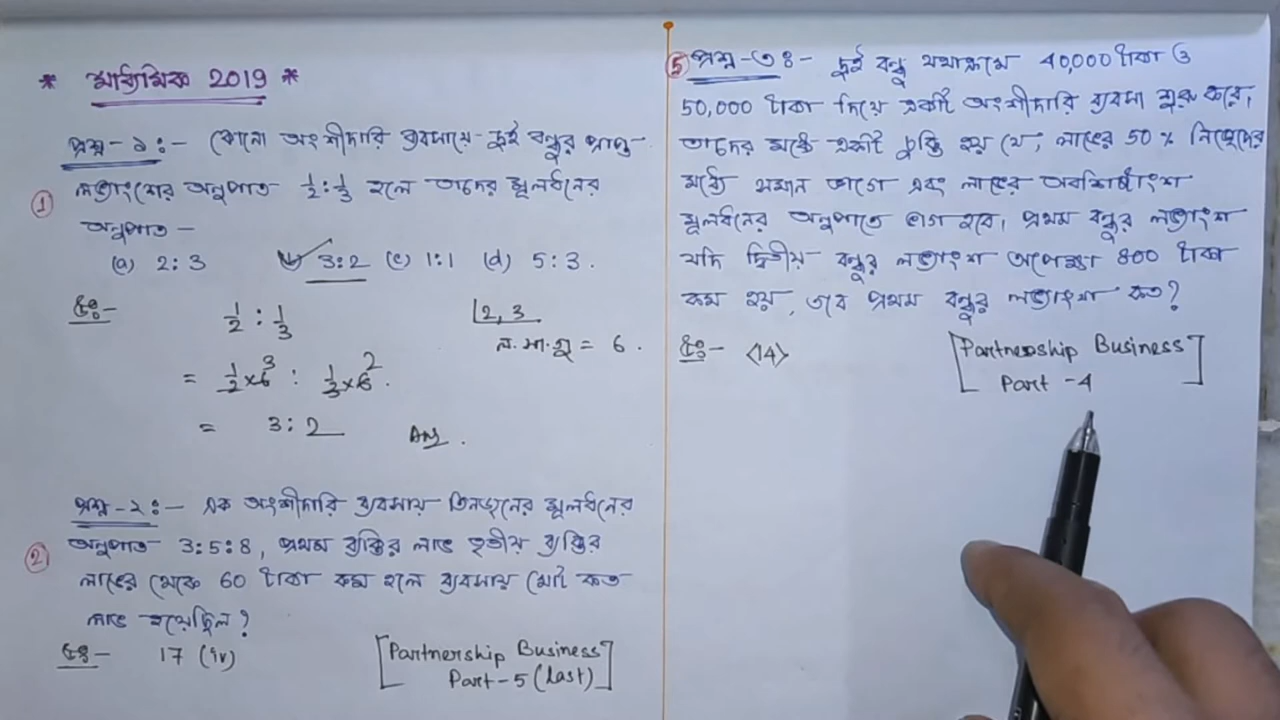 * মাধ্যমিক 2019 *
প্রশ্ন-১ :- কোনো অংশীদারি ব্যবসায়ে দুই বন্ধুর প্রাপ্ত
লভ্যাংশের অনুপাত 1/2 : 1/3 হলে তাদের মূলধনের
1
অনুপাত —
(a) 2:3 3:2 (c) 1:1 (d) 5:3.
উঃ- 1/2 : 1/3 2, 3
ল.সা.গু = 6.
= 1/2 × 6 3 : 1/3 × 6 2.
= 3:2 Ans.
প্রশ্ন-২ :- এক অংশীদারি ব্যবসায় তিনজনের মূলধনের
2
অনুপাত 3:5:8, প্রথম ব্যক্তির লাভ তৃতীয় ব্যক্তির
লাভের থেকে 60 টাকা কম হলে ব্যবসায় মোট কত
লাভ হয়েছিল?
উঃ- 17 (iv) [Partnership Business
Part-5 (last)]
5 প্রশ্ন-৩ :- দুই বন্ধু যথাক্রমে 40,000 টাকা ও
50,000 টাকা দিয়ে একটি অংশীদারি ব্যবসা শুরু করে,
তাদের মধ্যে একটি চুক্তি হয় যে, লাভের 50% নিজেদের
মধ্যে সমান ভাগে এবং লাভের অবশিষ্টাংশ
মূলধনের অনুপাতে ভাগ হবে, প্রথম বন্ধুর লভ্যাংশ
যদি দ্বিতীয় বন্ধুর লভ্যাংশ অপেক্ষা 800 টাকা
কম হয়, তবে প্রথম বন্ধুর লভ্যাংশ কত?
উঃ- <14> [Partnership Business
Part -4]